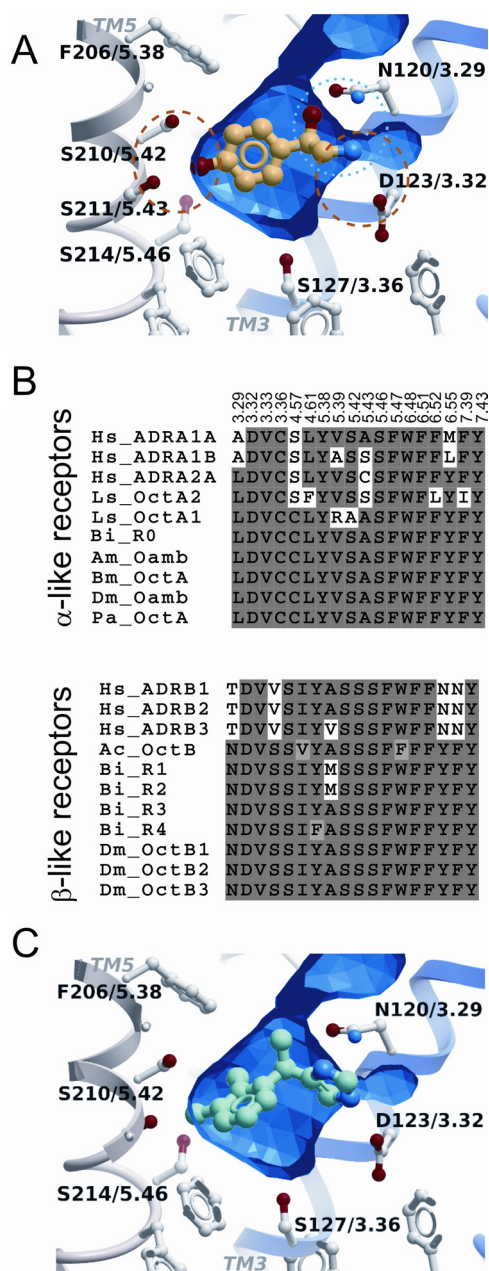 A
TM5
F206/5.38
N120/3.29
S210/5.42
D123/3.32
S211/5.43
S214/5.46
S127/3.36
TM3
B
3.29 3.32 3.33 3.36 4.57 4.61 5.38 5.39 5.42 5.43 5.46 5.47 6.48 6.51 6.52 6.55 7.39 7.43
α-like receptors
Hs_ADRA1A ADVCSLYVSASFWFFMFY
Hs_ADRA1B ADVCSLYASSSFWFFLFY
Hs_ADRA2A LDVCSLYVSCSFWFFYFY
Ls_OctA2 LDVCSFYVSSSFWFLYIY
Ls_OctA1 LDVCCLYRAASFWFFYFY
Bi_R0 LDVCCLYVSASFWFFYFY
Am_Oamb LDVCCLYVSASFWFFYFY
Bm_OctA LDVCCLYVSASFWFFYFY
Dm_Oamb LDVCCLYVSASFWFFYFY
Pa_OctA LDVCCLYVSASFWFFYFY
β-like receptors
Hs_ADRB1 TDVVSIYASSSFWFFNNY
Hs_ADRB2 TDVVSIYASSSFWFFNNY
Hs_ADRB3 TDVVSIYVSSSFWFFNNY
Ac_OctB NDVSSVYASSSFFFFYFY
Bi_R1 NDVSSIYMSSSFWFFYFY
Bi_R2 NDVSSIYMSSSFWFFYFY
Bi_R3 NDVSSIYASSSFWFFYFY
Bi_R4 NDVSSIFASSSFWFFYFY
Dm_OctB1 NDVSSIYASSSFWFFYFY
Dm_OctB2 NDVSSIYASSSFWFFYFY
Dm_OctB3 NDVSSIYASSSFWFFYFY
C
TM5
F206/5.38
N120/3.29
S210/5.42
D123/3.32
S214/5.46
S127/3.36
TM3